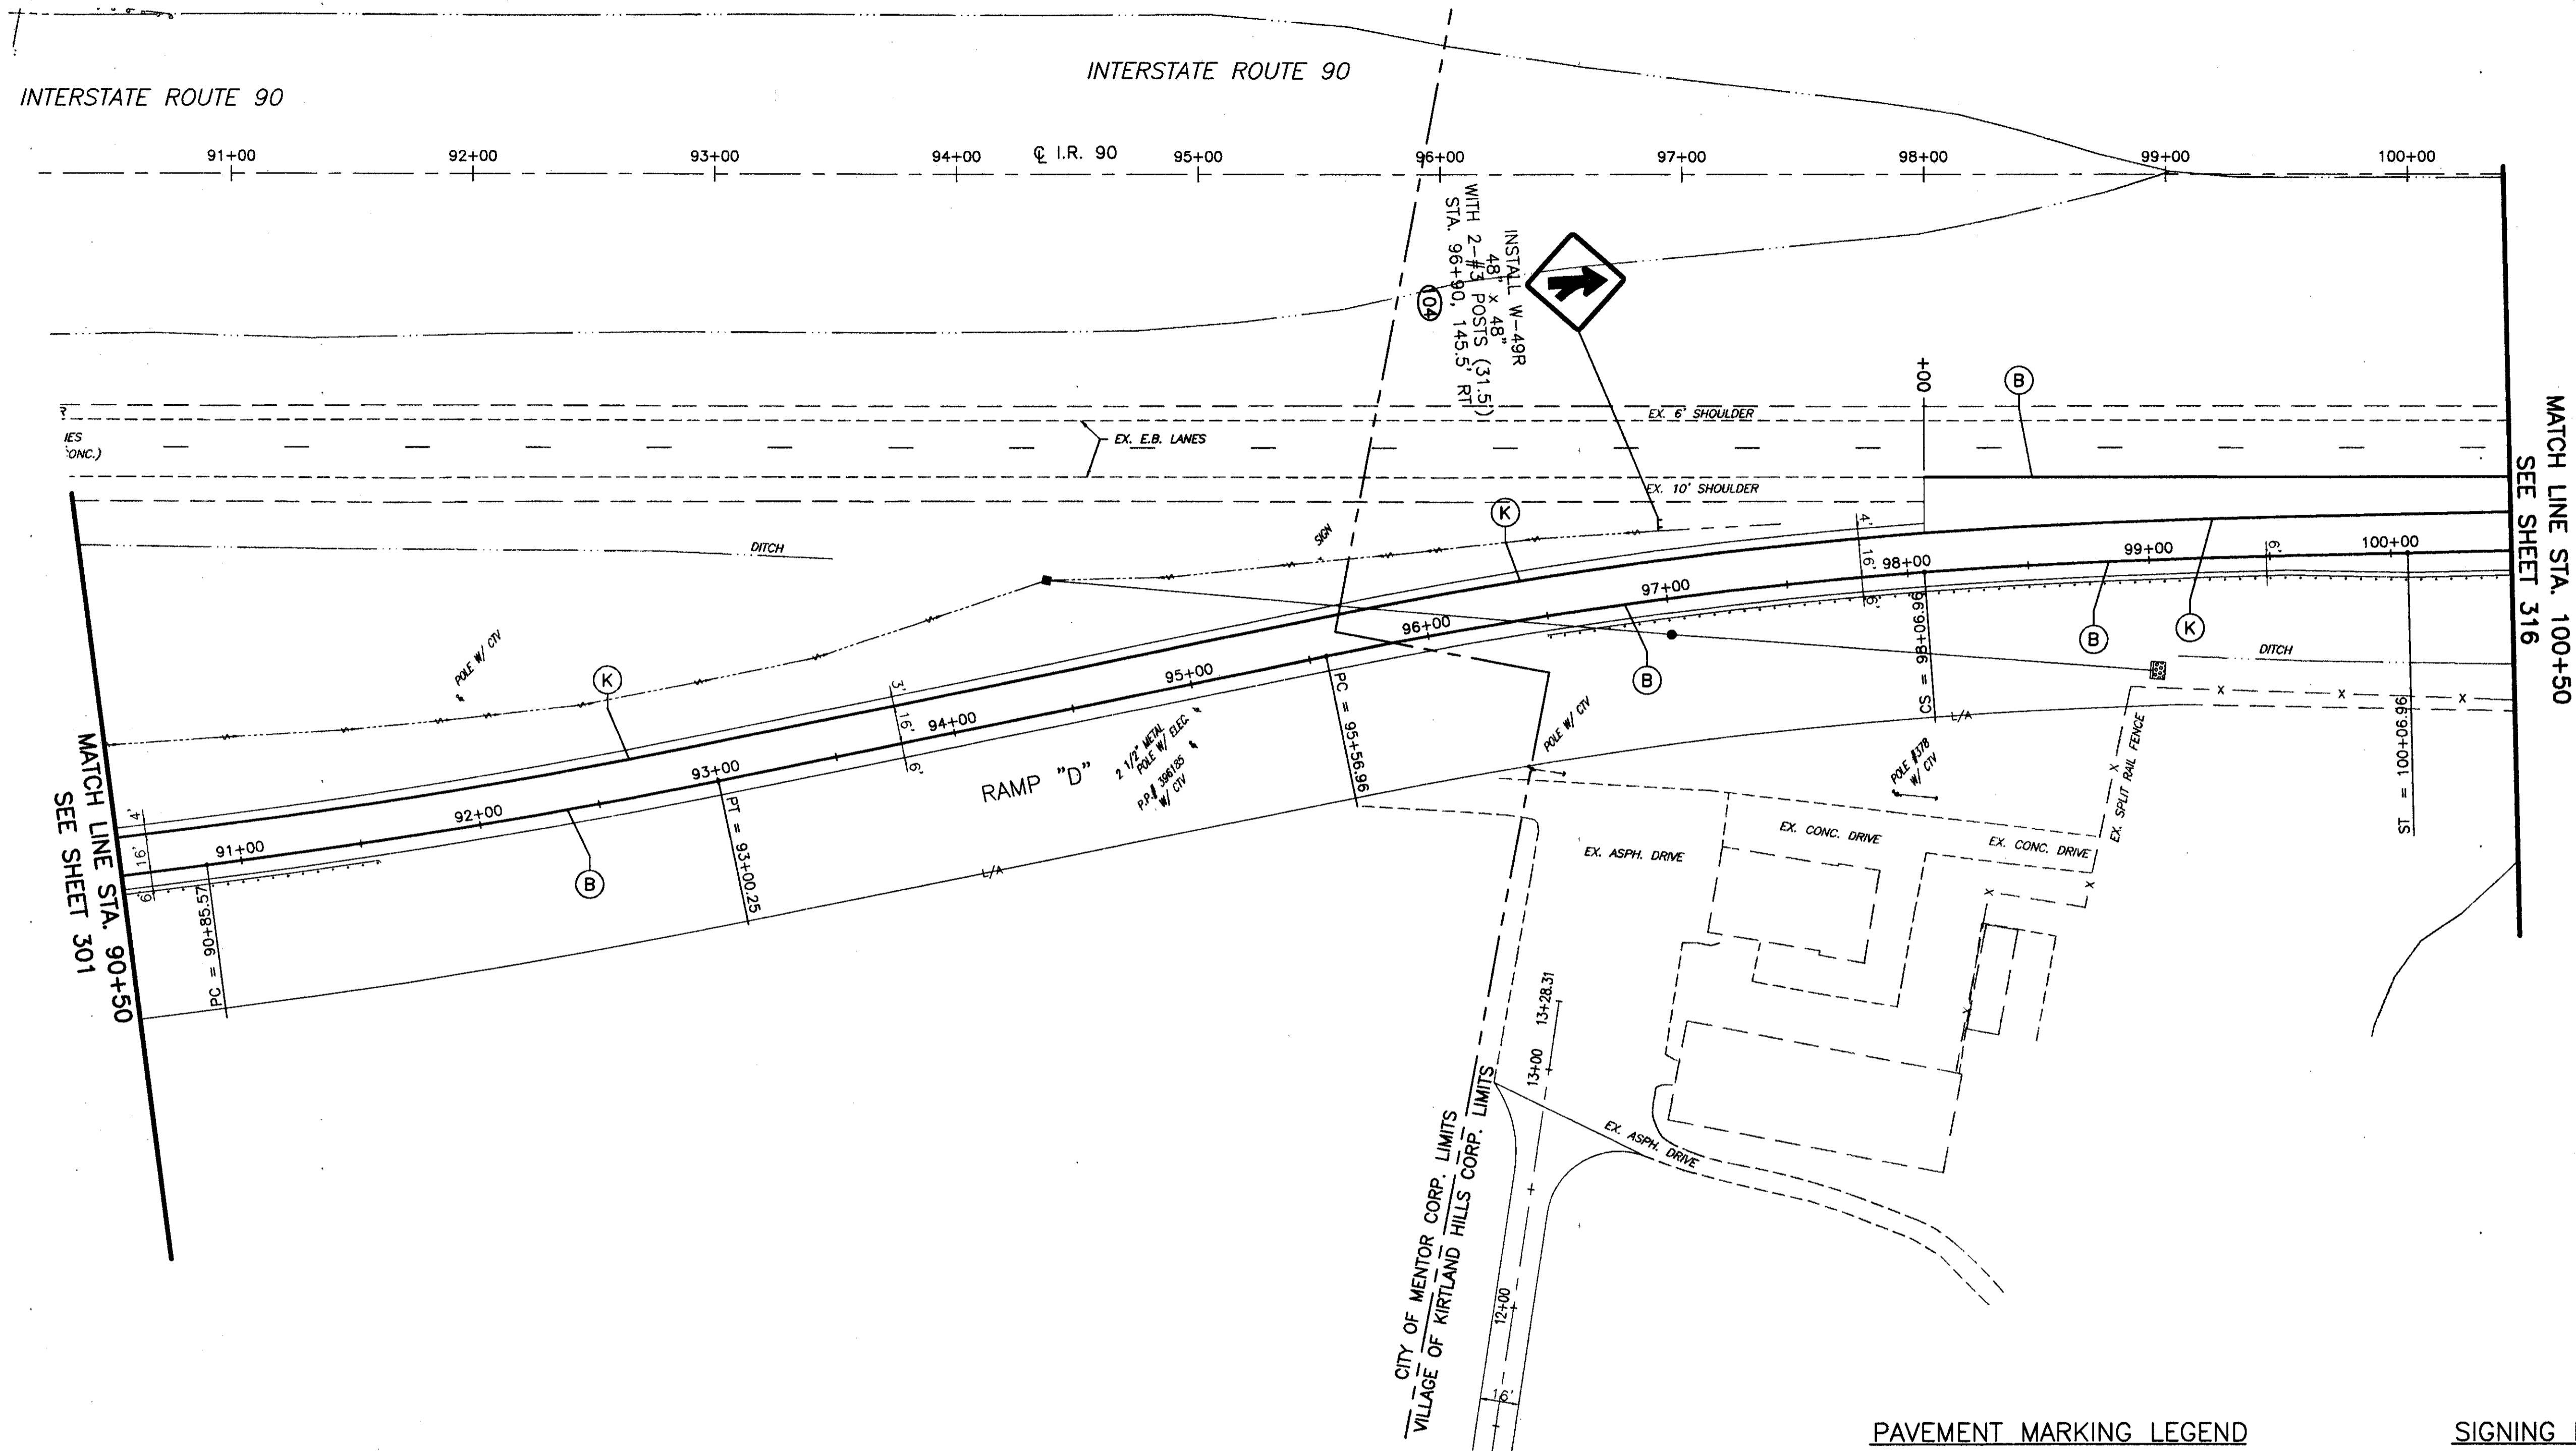 INTERSTATE ROUTE 90
INTERSTATE ROUTE 90
91+00
92+00
93+00
94+00
℄ I.R. 90
95+00
96+00
97+00
98+00
99+00
100+00
INSTALL W-49R
48" x 48"
WITH 2-#3 POSTS (31.5')
STA. 96+90, 145.5' RT
104
+00
B
EX. 6' SHOULDER
EX. E.B. LANES
IES
ONC.)
EX. 10' SHOULDER
MATCH LINE STA. 100+50
SEE SHEET 316
DITCH
SIGN
K
4'
16'
6'
98+00
99+00
6'
100+00
97+00
96+00
95+00
94+00
93+00
92+00
91+00
B
K
B
DITCH
POLE W/ CTV
K
3'
16'
6'
RAMP "D"
2 1/2" METAL
POLE W/ ELEC.
P.P.# 396185
W/ CTV
PC = 95+56.96
POLE W/ CTV
CS = 98+06.96
L/A
POLE #378
W/ CTV
X
X
X
X
EX. SPLIT RAIL FENCE
ST = 100+06.96
MATCH LINE STA. 90+50
SEE SHEET 301
4'
16'
6'
PC = 90+85.57
PT = 93+00.25
B
L/A
EX. ASPH. DRIVE
EX. CONC. DRIVE
EX. CONC. DRIVE
X
X
X
13+28.31
13+00
EX. ASPH. DRIVE
12+00
16'
CITY OF MENTOR CORP. LIMITS
VILLAGE OF KIRTLAND HILLS CORP. LIMITS
PAVEMENT MARKING LEGEND
SIGNING